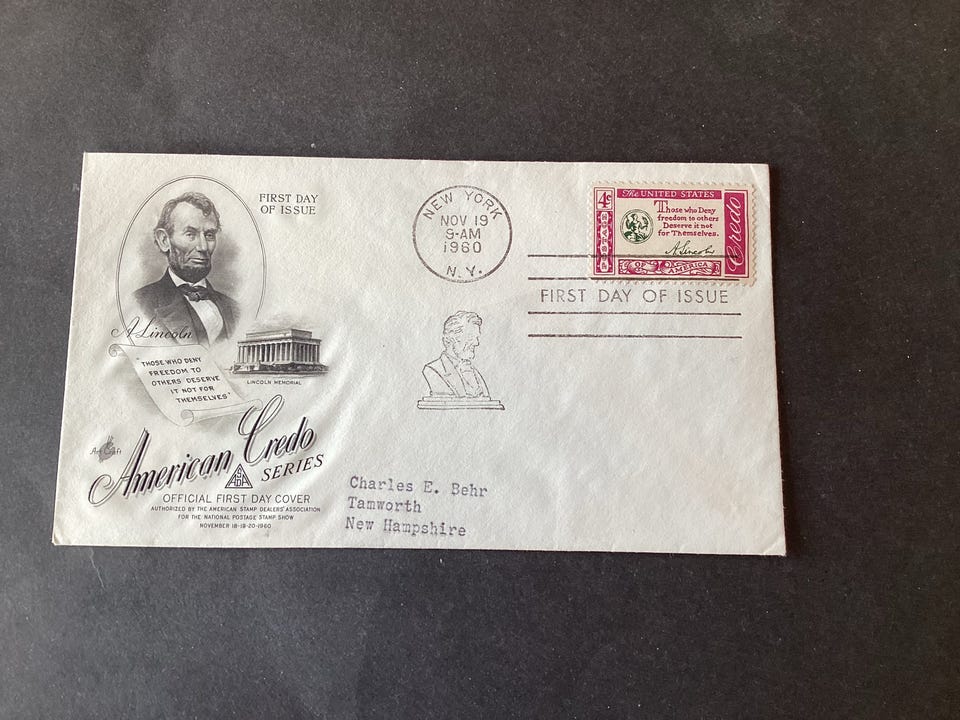 FIRST DAY
OF ISSUE
A. Lincoln
"THOSE WHO DENY
FREEDOM TO
OTHERS DESERVE
IT NOT FOR
THEMSELVES"
LINCOLN MEMORIAL
Art Craft
American Credo
SERIES
ASDA
OFFICIAL FIRST DAY COVER
AUTHORIZED BY THE AMERICAN STAMP DEALERS' ASSOCIATION
FOR THE NATIONAL POSTAGE STAMP SHOW
NOVEMBER 18-19-20-1960
NEW YORK
NOV 19
9-AM
1960
N.Y.
4¢
The UNITED STATES
Those who Deny
freedom to others
Deserve it not
for Themselves.
A. Lincoln
OF AMERICA
Credo
FIRST DAY OF ISSUE
Charles E. Behr
Tamworth
New Hampshire